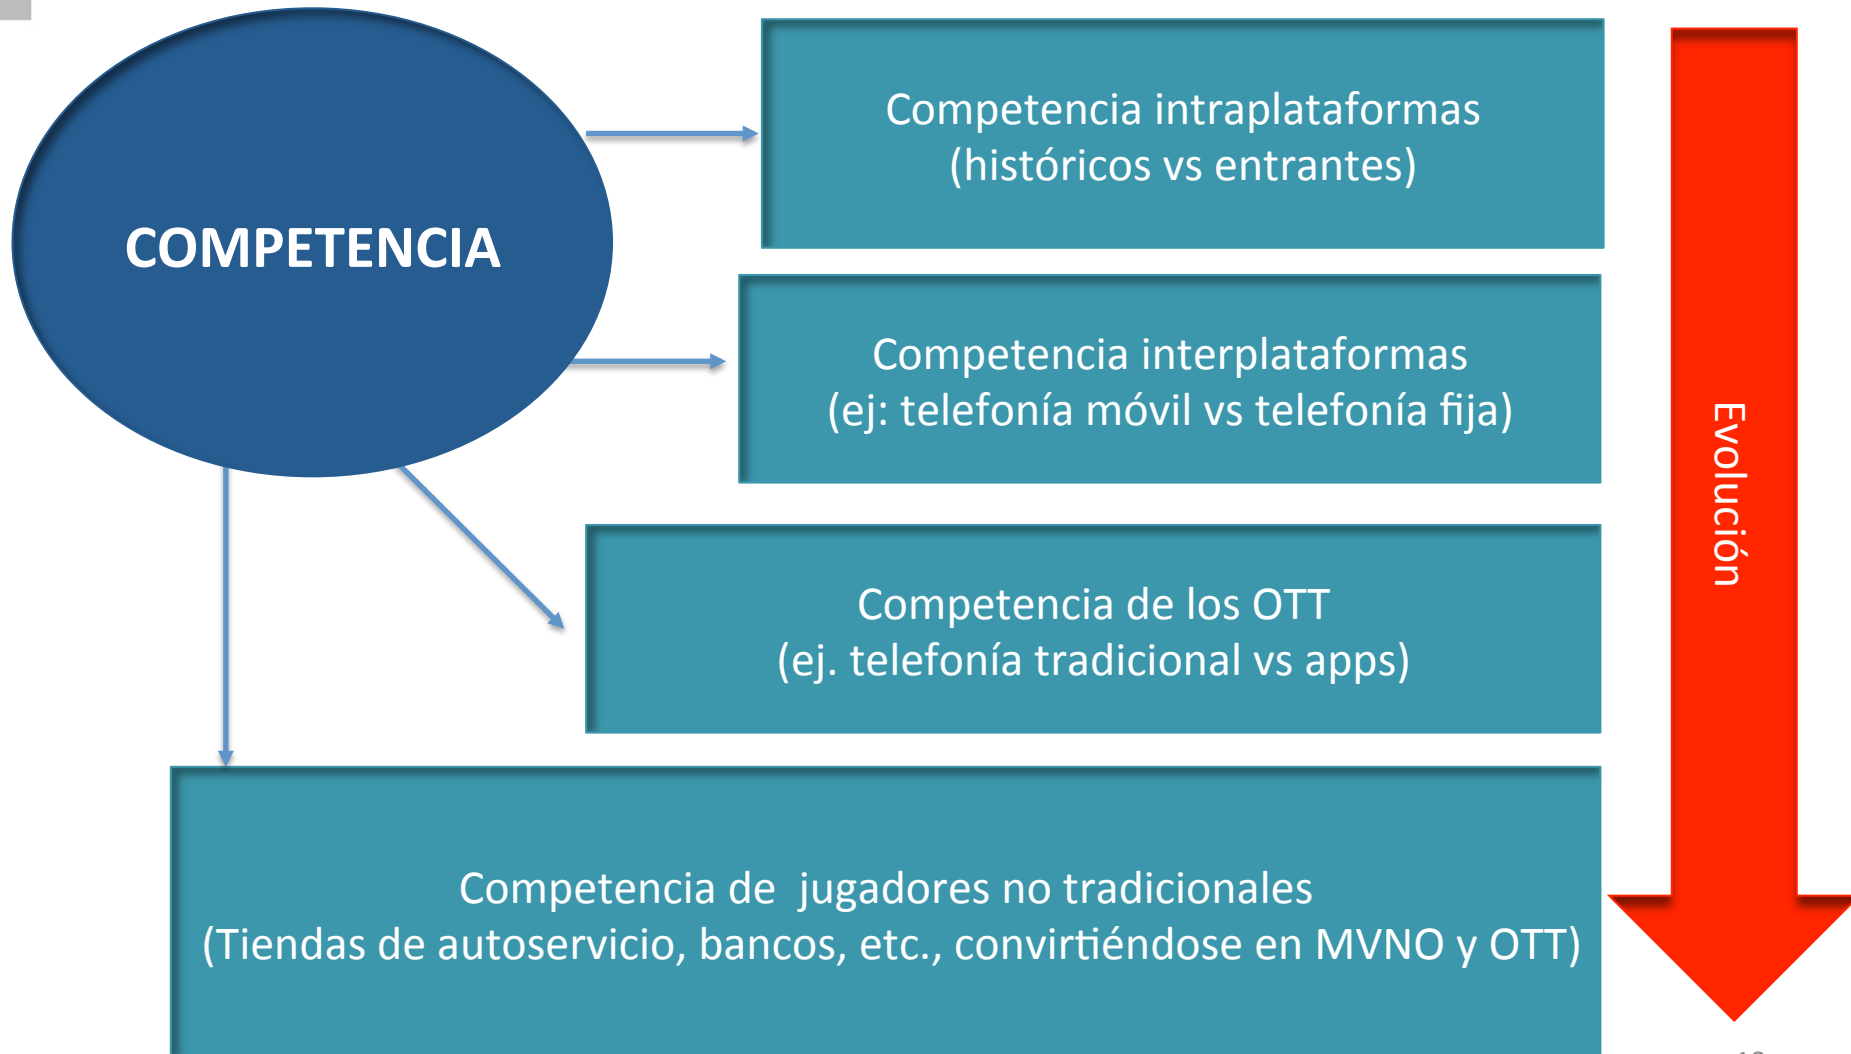 COMPETENCIA
Competencia intraplataformas
(históricos vs entrantes)
Competencia interplataformas
(ej: telefonía móvil vs telefonía fija)
Competencia de los OTT
(ej. telefonía tradicional vs apps)
Competencia de  jugadores no tradicionales
(Tiendas de autoservicio, bancos, etc., convirtiéndose en MVNO y OTT)
Evolución